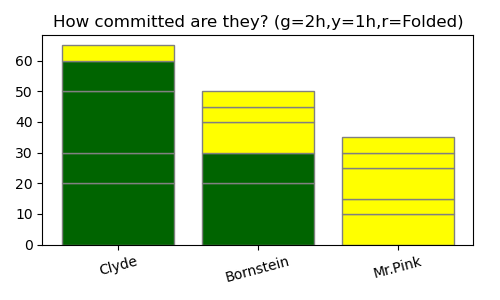 How committed are they? (g=2h,y=1h,r=Folded)
60
50
40
30
20
10
0
Clyde
Bornstein
Mr.Pink